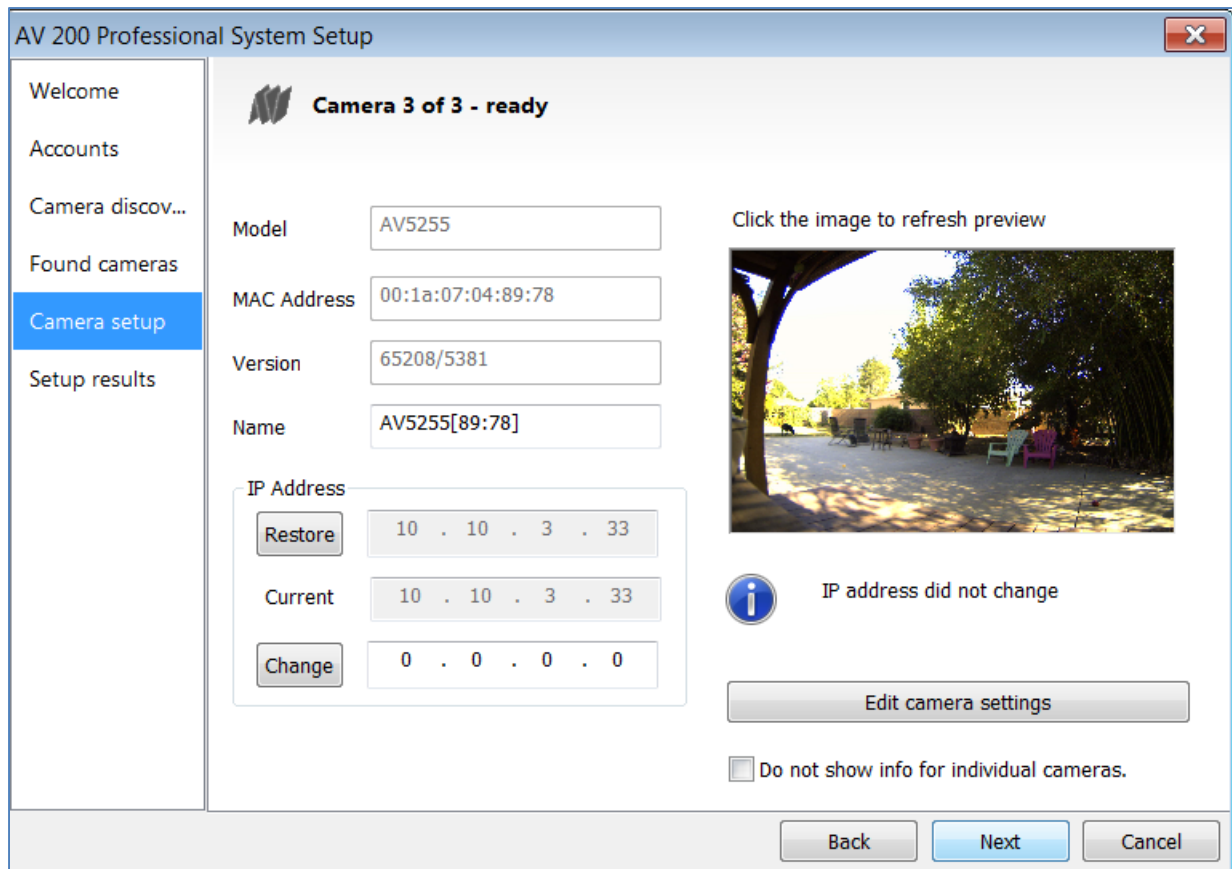 AV 200 Professional System Setup
Welcome
Accounts
Camera discov...
Found cameras
Camera setup
Setup results
Camera 3 of 3 - ready
Model AV5255
MAC Address 00:1a:07:04:89:78
Version 65208/5381
Name AV5255[89:78]
IP Address
Restore 10 . 10 . 3 . 33
Current 10 . 10 . 3 . 33
Change 0 . 0 . 0 . 0
Click the image to refresh preview
IP address did not change
Edit camera settings
Do not show info for individual cameras.
Back Next Cancel